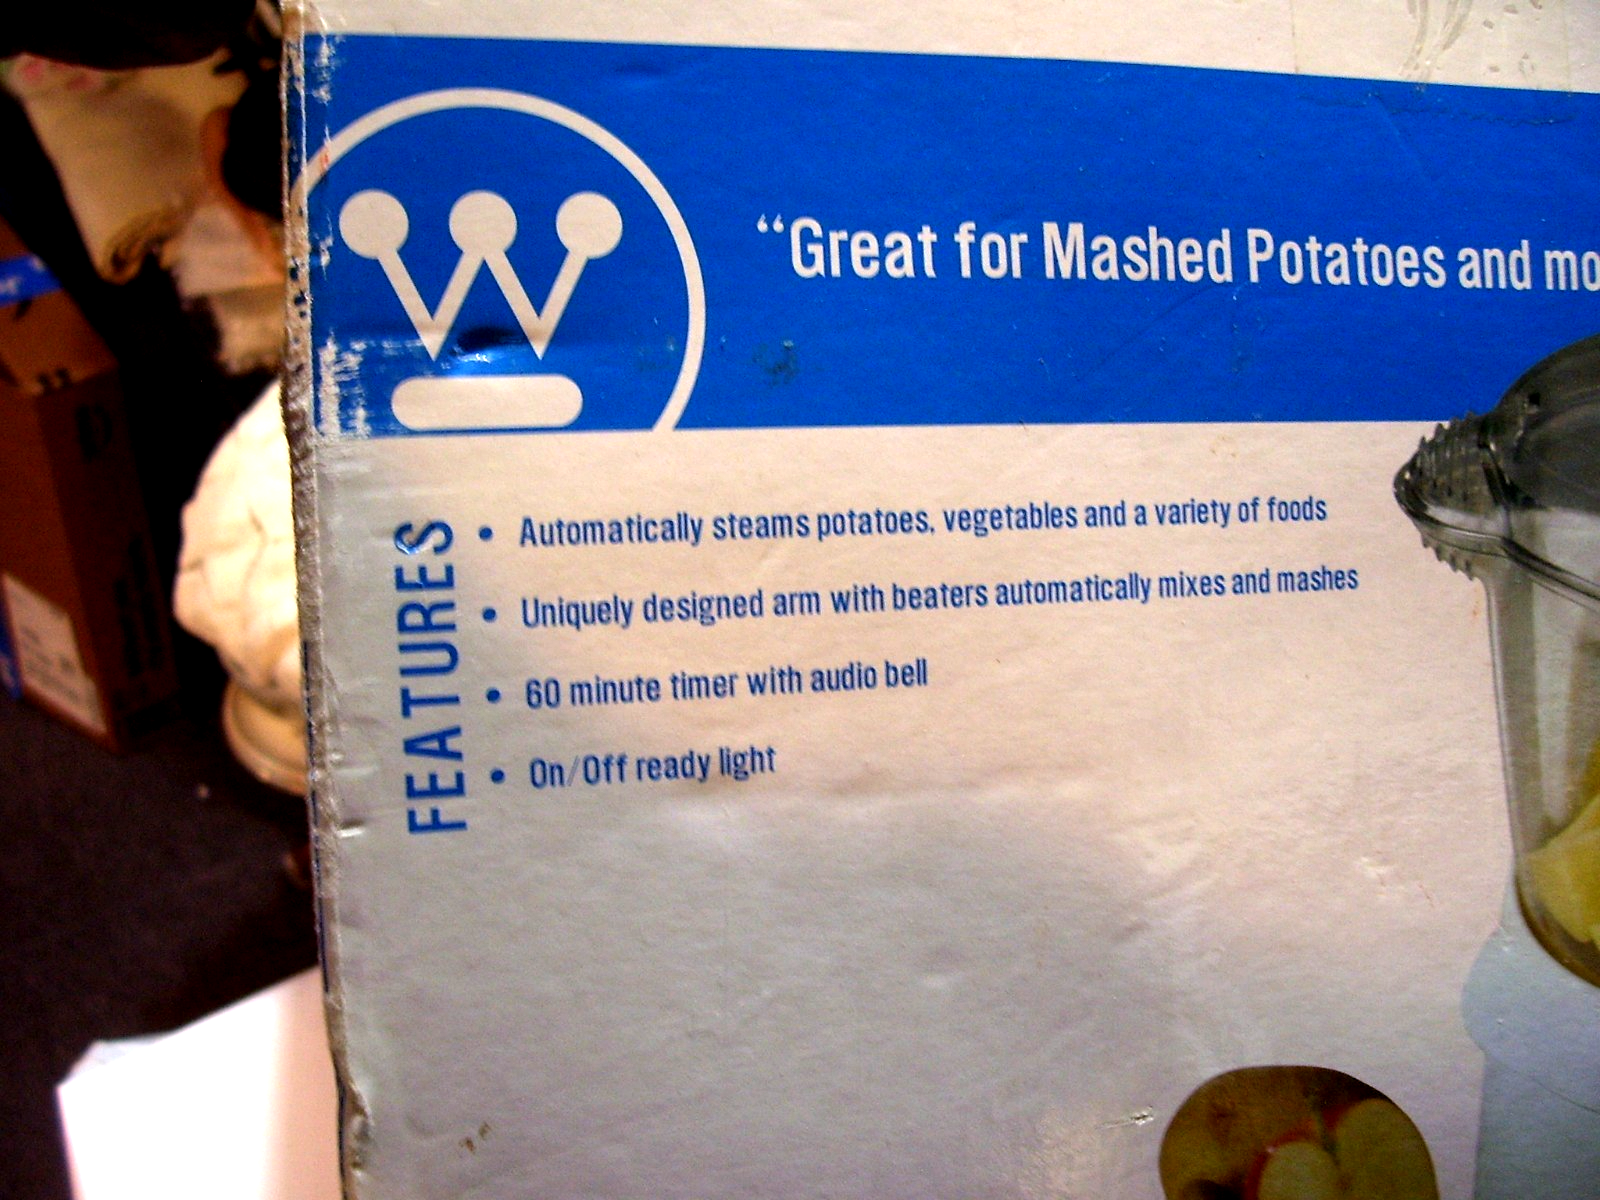 “Great for Mashed Potatoes and mo
FEATURES
• Automatically steams potatoes, vegetables and a variety of foods
• Uniquely designed arm with beaters automatically mixes and mashes
• 60 minute timer with audio bell
• On/Off ready light